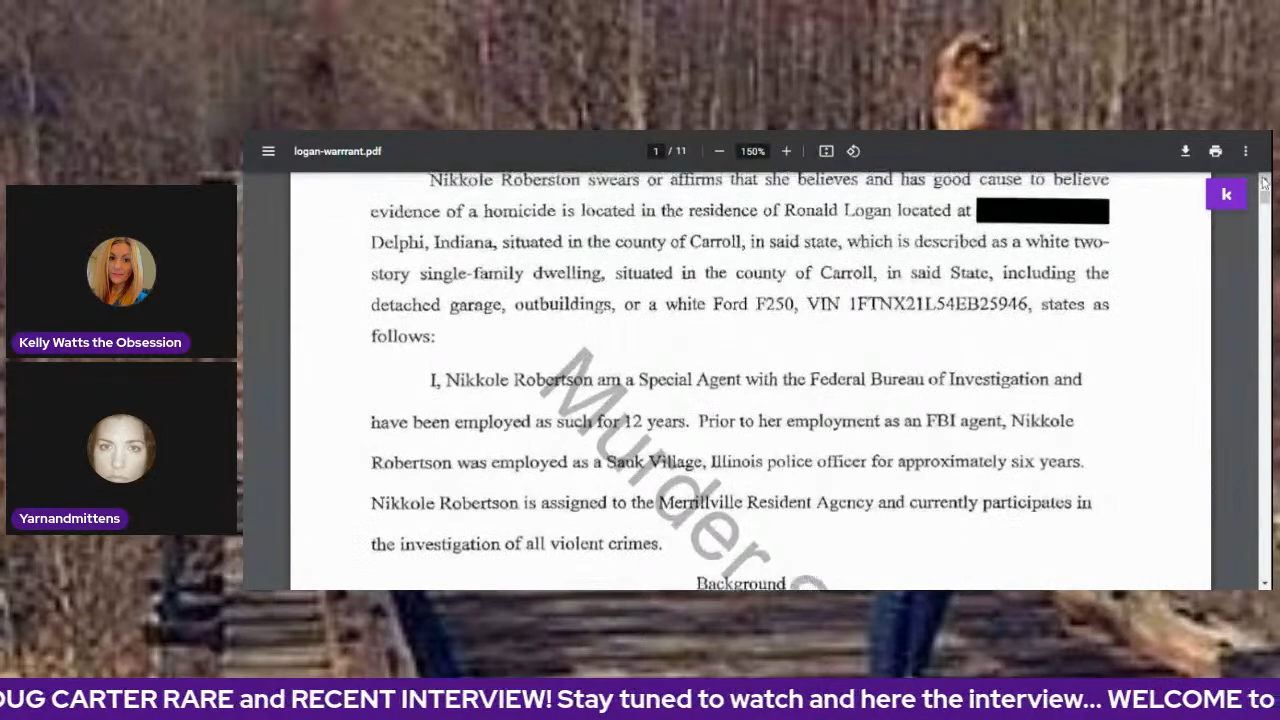 logan-warrrant.pdf
1 / 11
150%
k
Nikkole Roberston swears or affirms that she believes and has good cause to believe
evidence of a homicide is located in the residence of Ronald Logan located at
Delphi, Indiana, situated in the county of Carroll, in said state, which is described as a white two-
story single-family dwelling, situated in the county of Carroll, in said State, including the
detached garage, outbuildings, or a white Ford F250, VIN 1FTNX21L54EB25946, states as
follows:
I, Nikkole Robertson am a Special Agent with the Federal Bureau of Investigation and
have been employed as such for 12 years. Prior to her employment as an FBI agent, Nikkole
Robertson was employed as a Sauk Village, Illinois police officer for approximately six years.
Nikkole Robertson is assigned to the Merrillville Resident Agency and currently participates in
the investigation of all violent crimes.
Background
Murder
Kelly Watts the Obsession
Yarnandmittens
OUG CARTER RARE and RECENT INTERVIEW! Stay tuned to watch and here the interview... WELCOME to